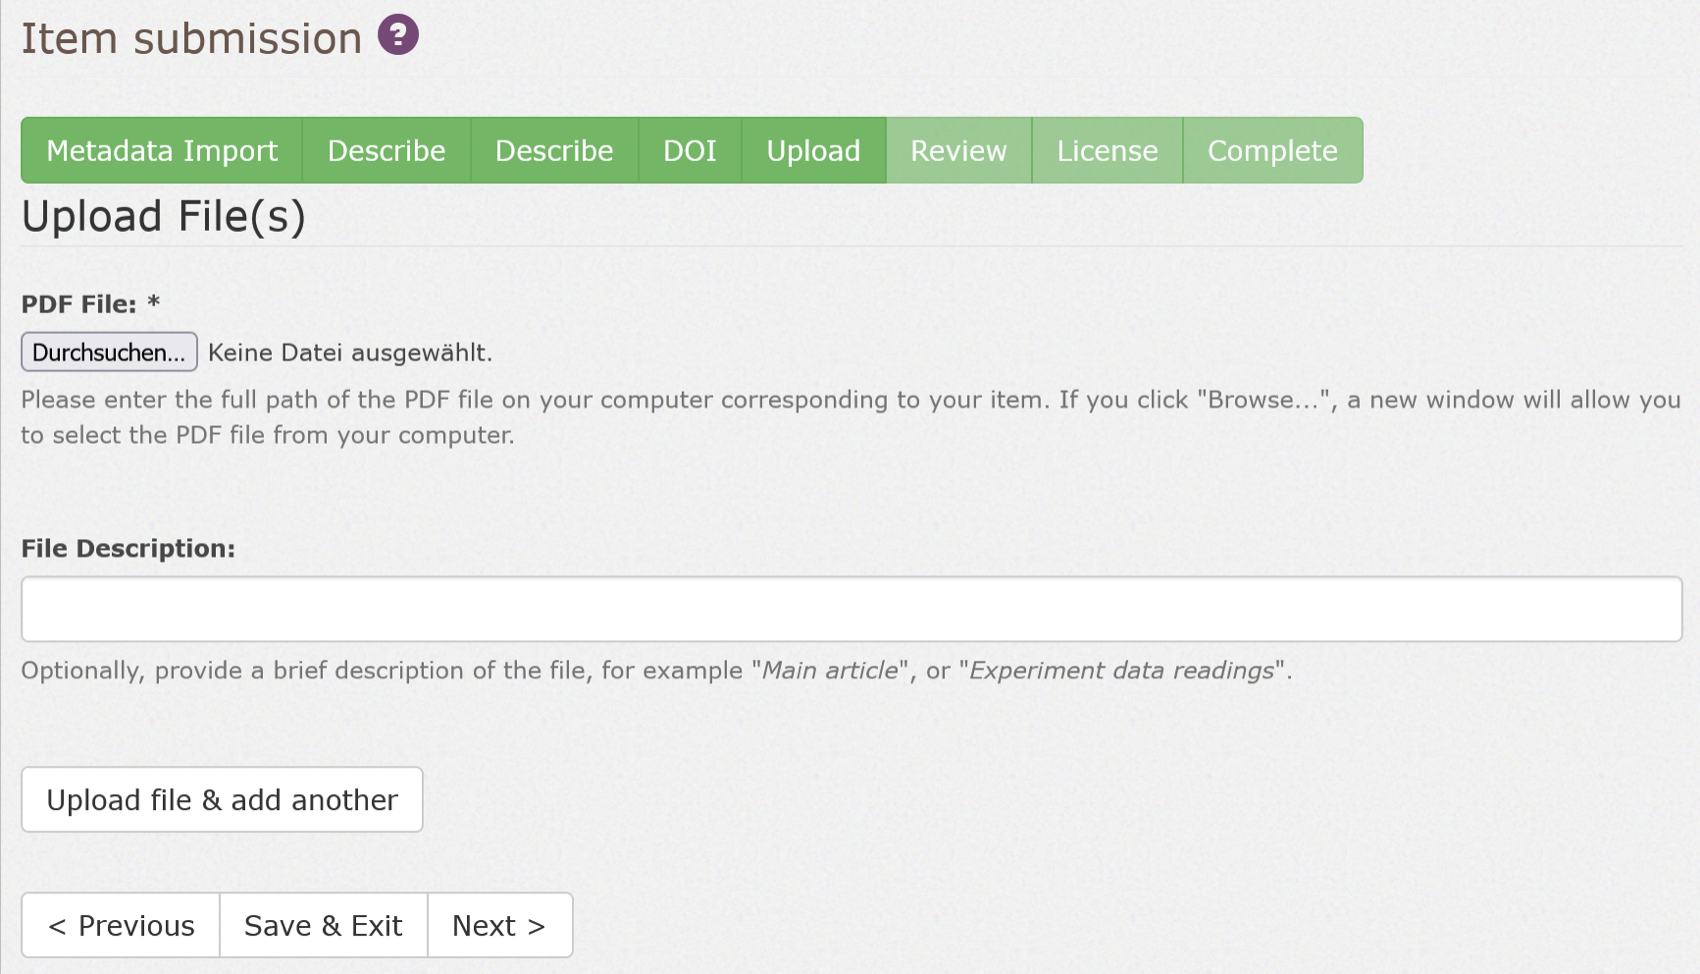 Item submission ?
Metadata Import Describe Describe DOI Upload Review License Complete
Upload File(s)
PDF File: *
Durchsuchen... Keine Datei ausgewählt.
Please enter the full path of the PDF file on your computer corresponding to your item. If you click "Browse...", a new window will allow you
to select the PDF file from your computer.
File Description:
Optionally, provide a brief description of the file, for example "Main article", or "Experiment data readings".
Upload file & add another
< Previous Save & Exit Next >